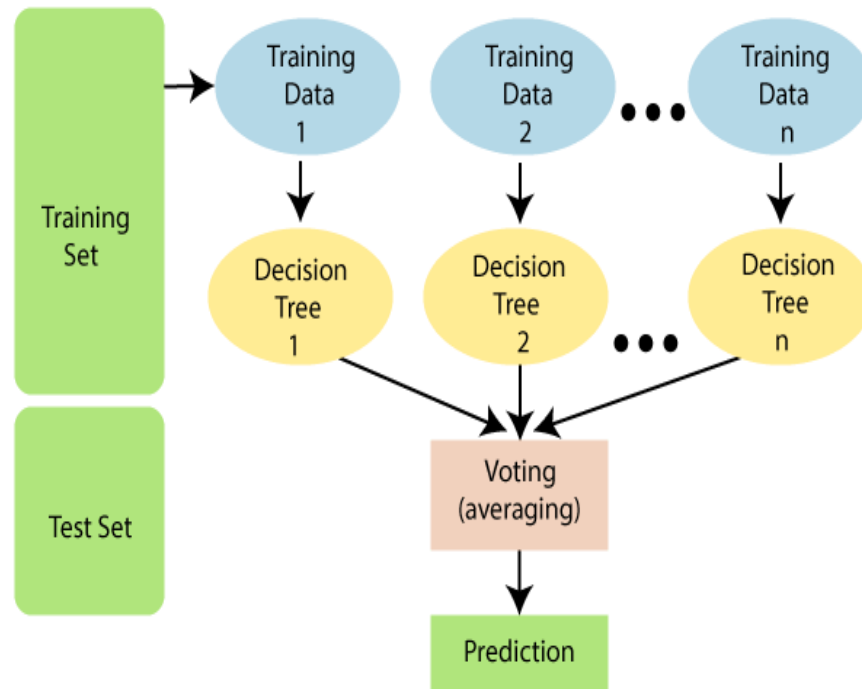 Training
Set
Training
Data
1
Training
Data
2
Training
Data
n
Decision
Tree
1
Decision
Tree
2
Decision
Tree
n
Test Set
Voting
(averaging)
Prediction